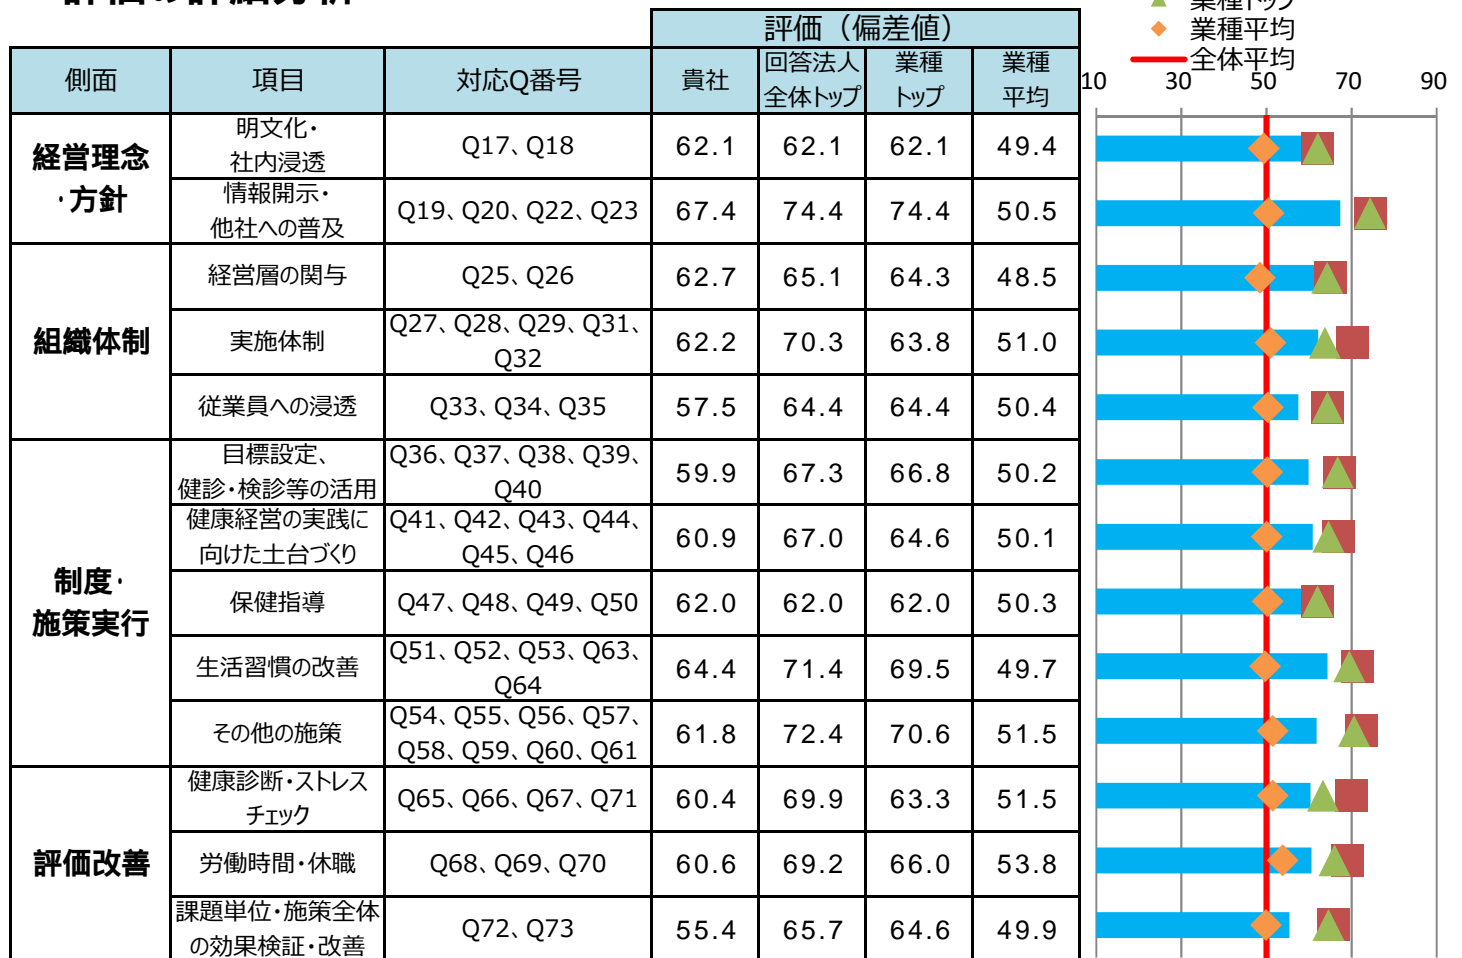 評価の詳細分析
業種トップ
業種平均
全体平均
評価（偏差値）
側面 項目 対応Q番号 貴社 回答法人全体トップ 業種トップ 業種平均
10 30 50 70 90
経営理念
・方針
明文化・
社内浸透
Q17、Q18 62.1 62.1 62.1 49.4
情報開示・
他社への普及
Q19、Q20、Q22、Q23 67.4 74.4 74.4 50.5
組織体制
経営層の関与 Q25、Q26 62.7 65.1 64.3 48.5
実施体制
Q27、Q28、Q29、Q31、
Q32
62.2 70.3 63.8 51.0
従業員への浸透 Q33、Q34、Q35 57.5 64.4 64.4 50.4
制度・
施策実行
目標設定、
健診・検診等の活用
Q36、Q37、Q38、Q39、
Q40
59.9 67.3 66.8 50.2
健康経営の実践に
向けた土台づくり
Q41、Q42、Q43、Q44、
Q45、Q46
60.9 67.0 64.6 50.1
保健指導 Q47、Q48、Q49、Q50 62.0 62.0 62.0 50.3
生活習慣の改善
Q51、Q52、Q53、Q63、
Q64
64.4 71.4 69.5 49.7
その他の施策
Q54、Q55、Q56、Q57、
Q58、Q59、Q60、Q61
61.8 72.4 70.6 51.5
評価改善
健康診断・ストレス
チェック
Q65、Q66、Q67、Q71 60.4 69.9 63.3 51.5
労働時間・休職 Q68、Q69、Q70 60.6 69.2 66.0 53.8
課題単位・施策全体
の効果検証・改善
Q72、Q73 55.4 65.7 64.6 49.9